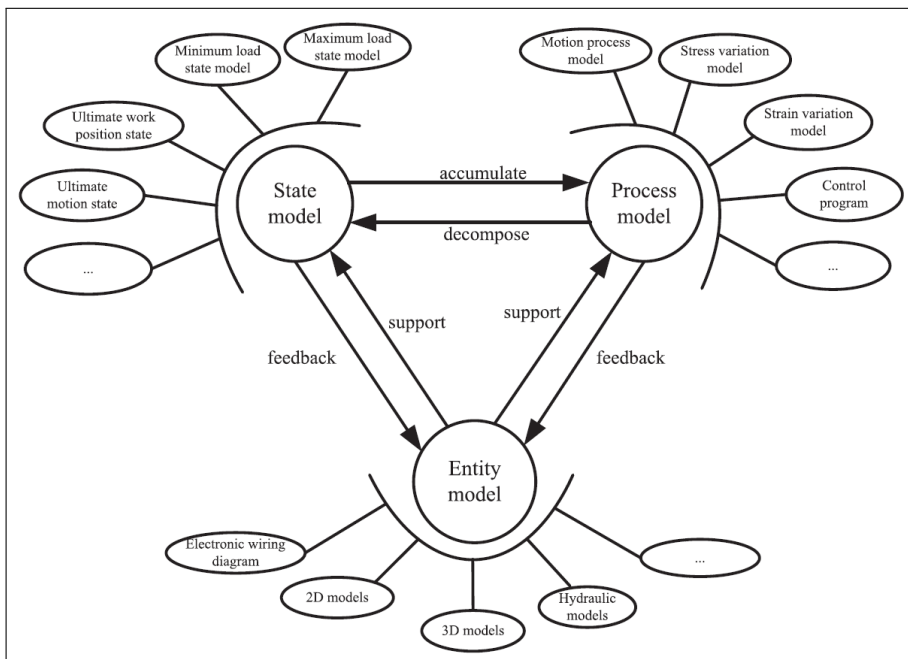 Minimum load
state model
Maximum load
state model
Ultimate work
position state
Ultimate
motion state
...
State
model
Motion process
model
Stress variation
model
Strain variation
model
Control
program
...
Process
model
accumulate
decompose
support
feedback
support
feedback
Entity
model
Electronic wiring
diagram
2D models
3D models
Hydraulic
models
...